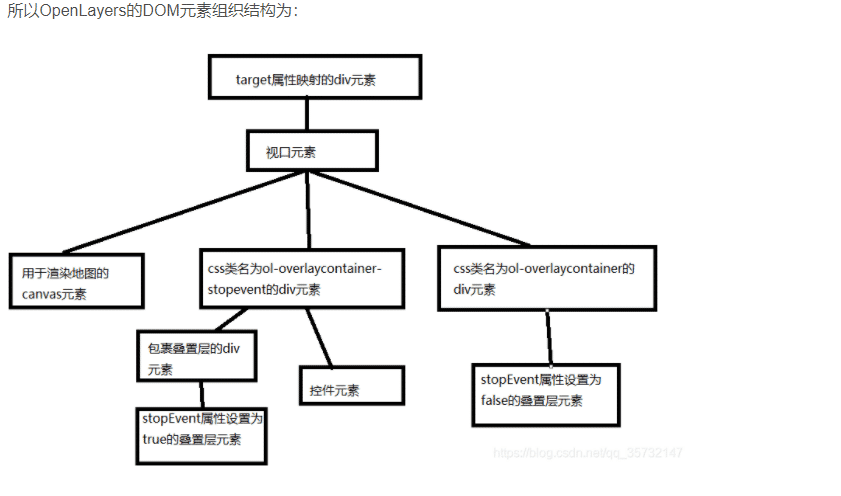 所以OpenLayers的DOM元素组织结构为：
target属性映射的div元素
视口元素
用于渲染地图的
canvas元素
css类名为ol-overlaycontainer-
stopevent的div元素
css类名为ol-overlaycontainer的
div元素
包裹叠置层的div
元素
控件元素
stopEvent属性设置为
false的叠置层元素
stopEvent属性设置为
true的叠置层元素
https://blog.csdn.net/qq_35732147